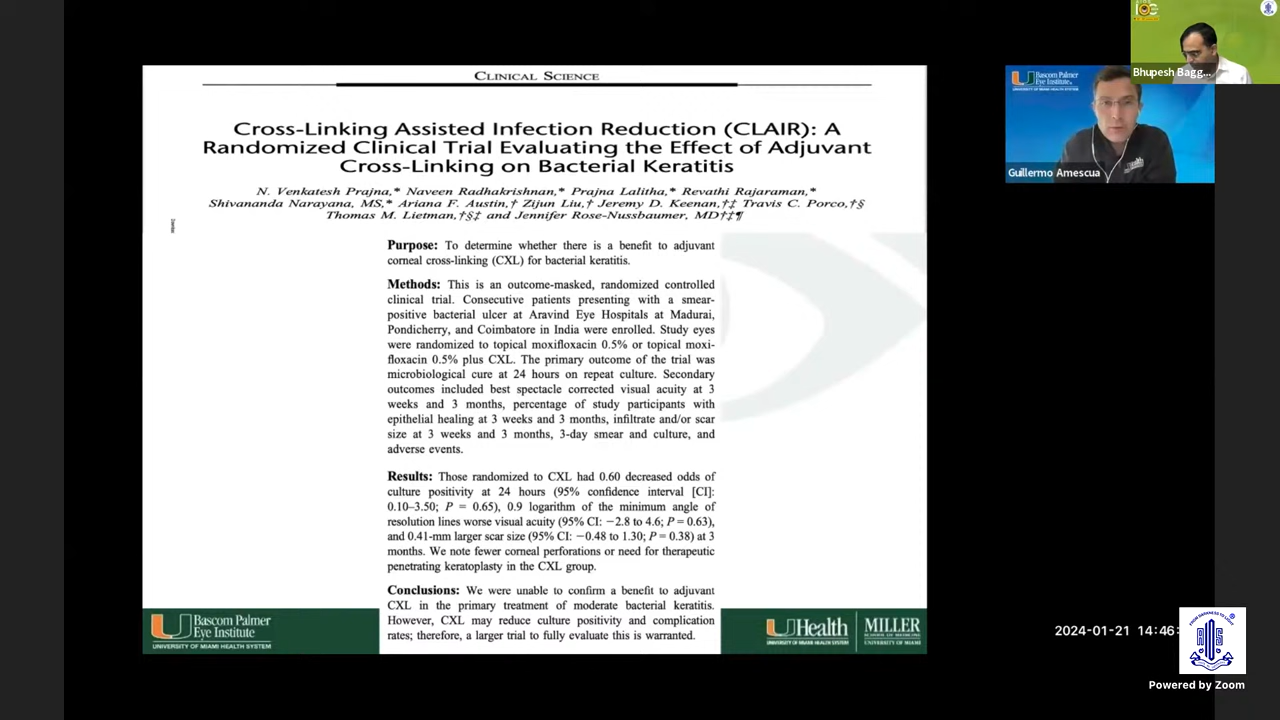 CLINICAL SCIENCE
Cross-Linking Assisted Infection Reduction (CLAIR): A
Randomized Clinical Trial Evaluating the Effect of Adjuvant
Cross-Linking on Bacterial Keratitis
N. Venkatesh Prajna,* Naveen Radhakrishnan,* Prajna Lalitha,* Revathi Rajaraman,*
Shivananda Narayana, MS,* Ariana F. Austin,† Zijun Liu,† Jeremy D. Keenan,†‡ Travis C. Porco,†§
Thomas M. Lietman,†§‡ and Jennifer Rose-Nussbaumer, MD†‡¶
Purpose: To determine whether there is a benefit to adjuvant
corneal cross-linking (CXL) for bacterial keratitis.
Methods: This is an outcome-masked, randomized controlled
clinical trial. Consecutive patients presenting with a smear-
positive bacterial ulcer at Aravind Eye Hospitals at Madurai,
Pondicherry, and Coimbatore in India were enrolled. Study eyes
were randomized to topical moxifloxacin 0.5% or topical moxi-
floxacin 0.5% plus CXL. The primary outcome of the trial was
microbiological cure at 24 hours on repeat culture. Secondary
outcomes included best spectacle corrected visual acuity at 3
weeks and 3 months, percentage of study participants with
epithelial healing at 3 weeks and 3 months, infiltrate and/or scar
size at 3 weeks and 3 months, 3-day smear and culture, and
adverse events.
Results: Those randomized to CXL had 0.60 decreased odds of
culture positivity at 24 hours (95% confidence interval [CI]:
0.10–3.50; P = 0.65), 0.9 logarithm of the minimum angle of
resolution lines worse visual acuity (95% CI: −2.8 to 4.6; P = 0.63),
and 0.41-mm larger scar size (95% CI: −0.48 to 1.30; P = 0.38) at 3
months. We note fewer corneal perforations or need for therapeutic
penetrating keratoplasty in the CXL group.
Conclusions: We were unable to confirm a benefit to adjuvant
CXL in the primary treatment of moderate bacterial keratitis.
However, CXL may reduce culture positivity and complication
rates; therefore, a larger trial to fully evaluate this is warranted.
Bascom Palmer
Eye Institute
UNIVERSITY OF MIAMI HEALTH SYSTEM
UHealth
UNIVERSITY OF MIAMI HEALTH SYSTEM
MILLER
SCHOOL OF MEDICINE
UNIVERSITY OF MIAMI
Bhupesh Bagg...
Bascom Palmer
Eye Institute
UNIVERSITY OF MIAMI HEALTH SYSTEM
Guillermo Amescua
2024-01-21 14:46:
Powered by Zoom